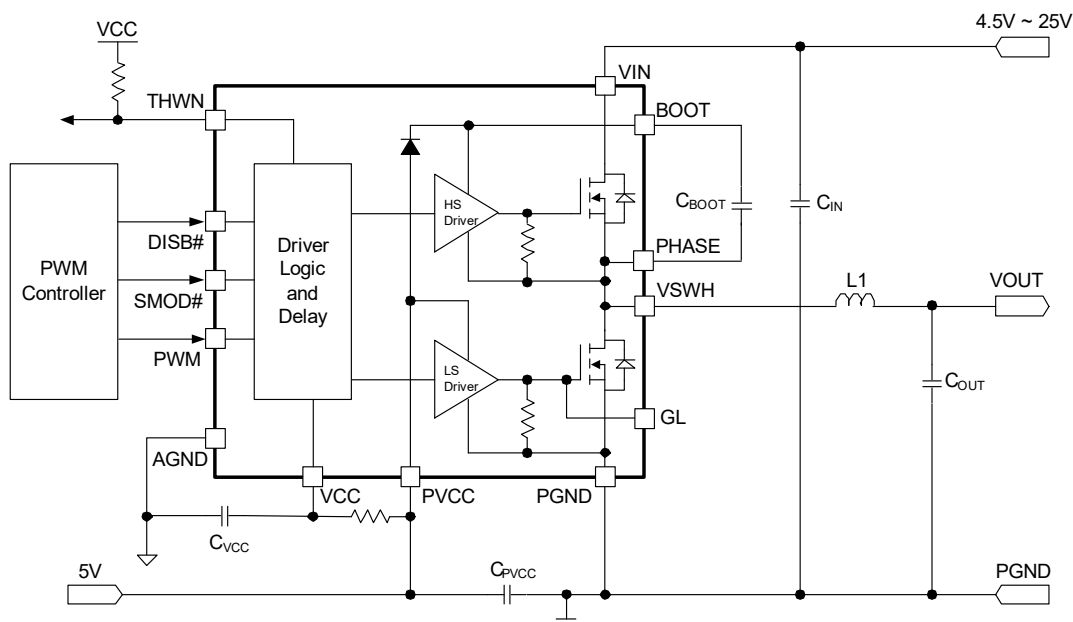 4.5V ~ 25V
VCC
VIN
THWN
BOOT
HS
Driver
CBOOT
CIN
DISB#
PWM
Controller
Driver
Logic
and
Delay
PHASE
SMOD#
VSWH
L1
VOUT
PWM
LS
Driver
COUT
GL
AGND
VCC
PVCC
PGND
CVCC
5V
CPVCC
PGND